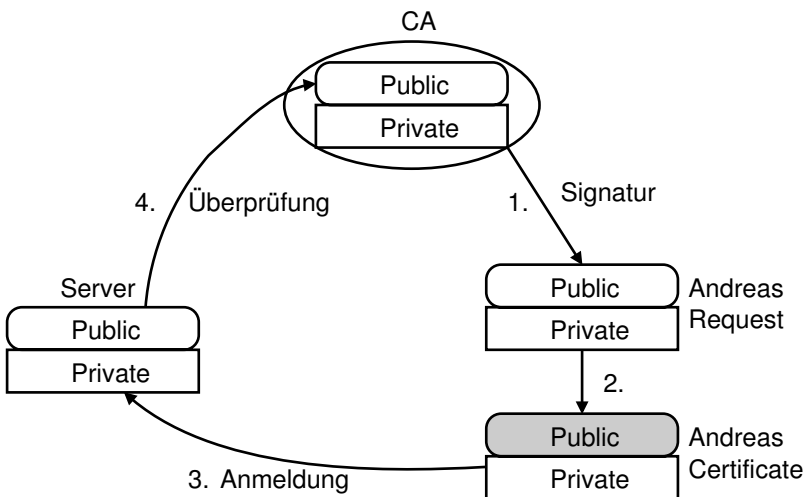 CA
Public
Private
4. Überprüfung
1. Signatur
Server
Public
Private
Public
Private
Andreas
Request
2.
Public
Private
Andreas
Certificate
3. Anmeldung